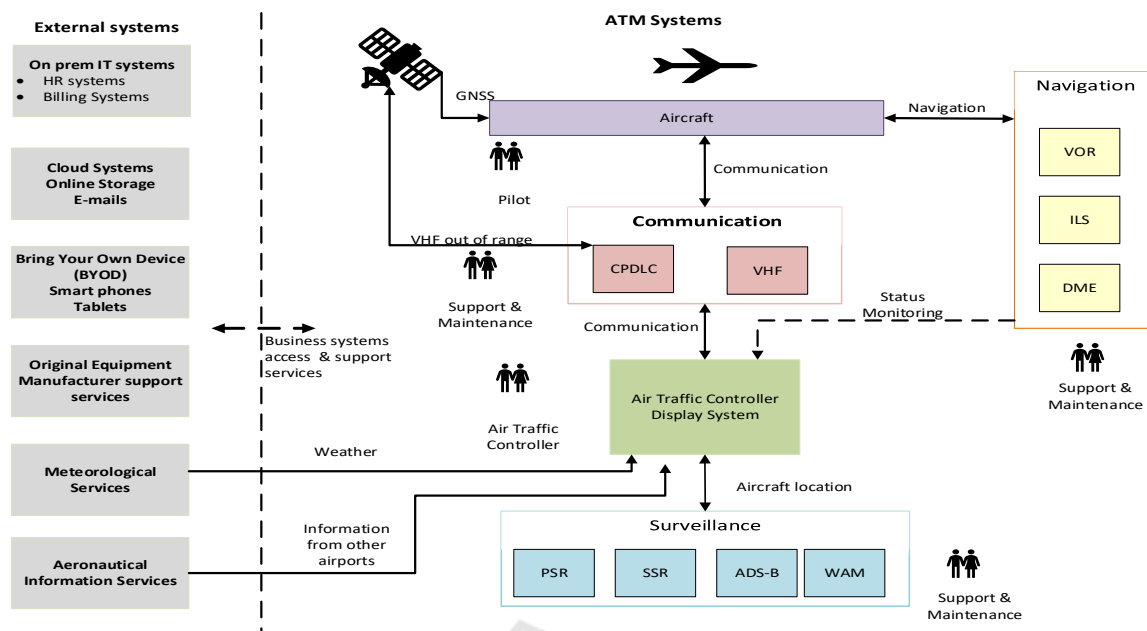 External systems
On prem IT systems
• HR systems
• Billing Systems
Cloud Systems
Online Storage
E-mails
Bring Your Own Device
(BYOD)
Smart phones
Tablets
Original Equipment
Manufacturer support
services
Meteorological
Services
Aeronautical
Information Services
Business systems
access & support
services
ATM Systems
GNSS
Aircraft
Navigation
Pilot
Communication
VHF out of range
Communication
CPDLC
VHF
Support &
Maintenance
Communication
Status
Monitoring
Navigation
VOR
ILS
DME
Support &
Maintenance
Air Traffic
Controller
Air Traffic Controller
Display System
Weather
Information
from other
airports
Aircraft location
Surveillance
PSR
SSR
ADS-B
WAM
Support &
Maintenance